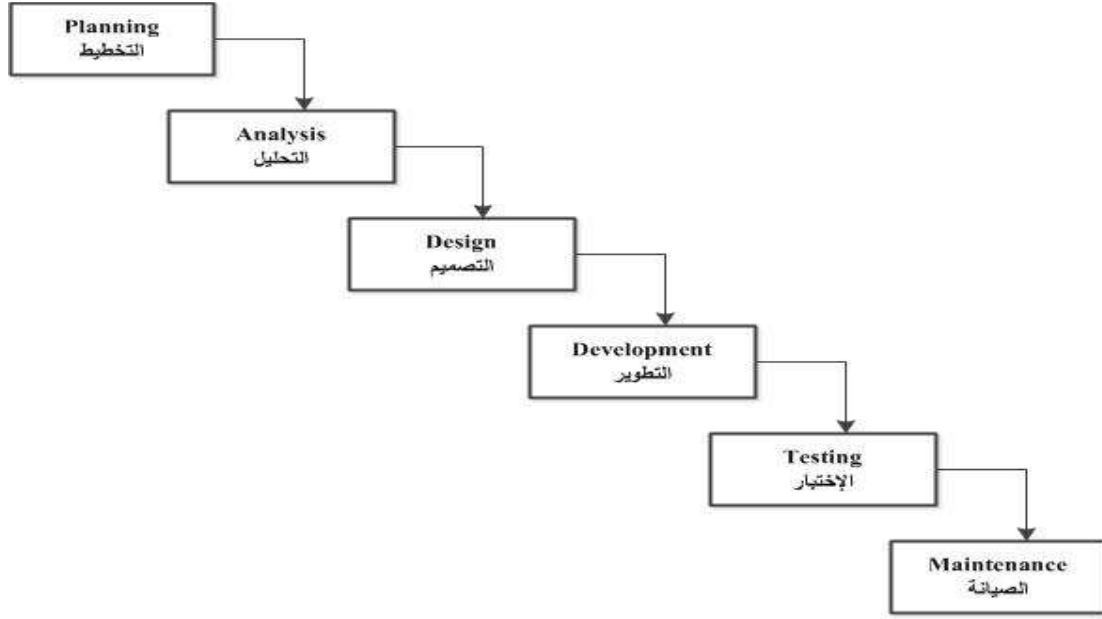 Planning
التخطيط
Analysis
التحليل
Design
التصميم
Development
التطوير
Testing
الإختبار
Maintenance
الصيانة